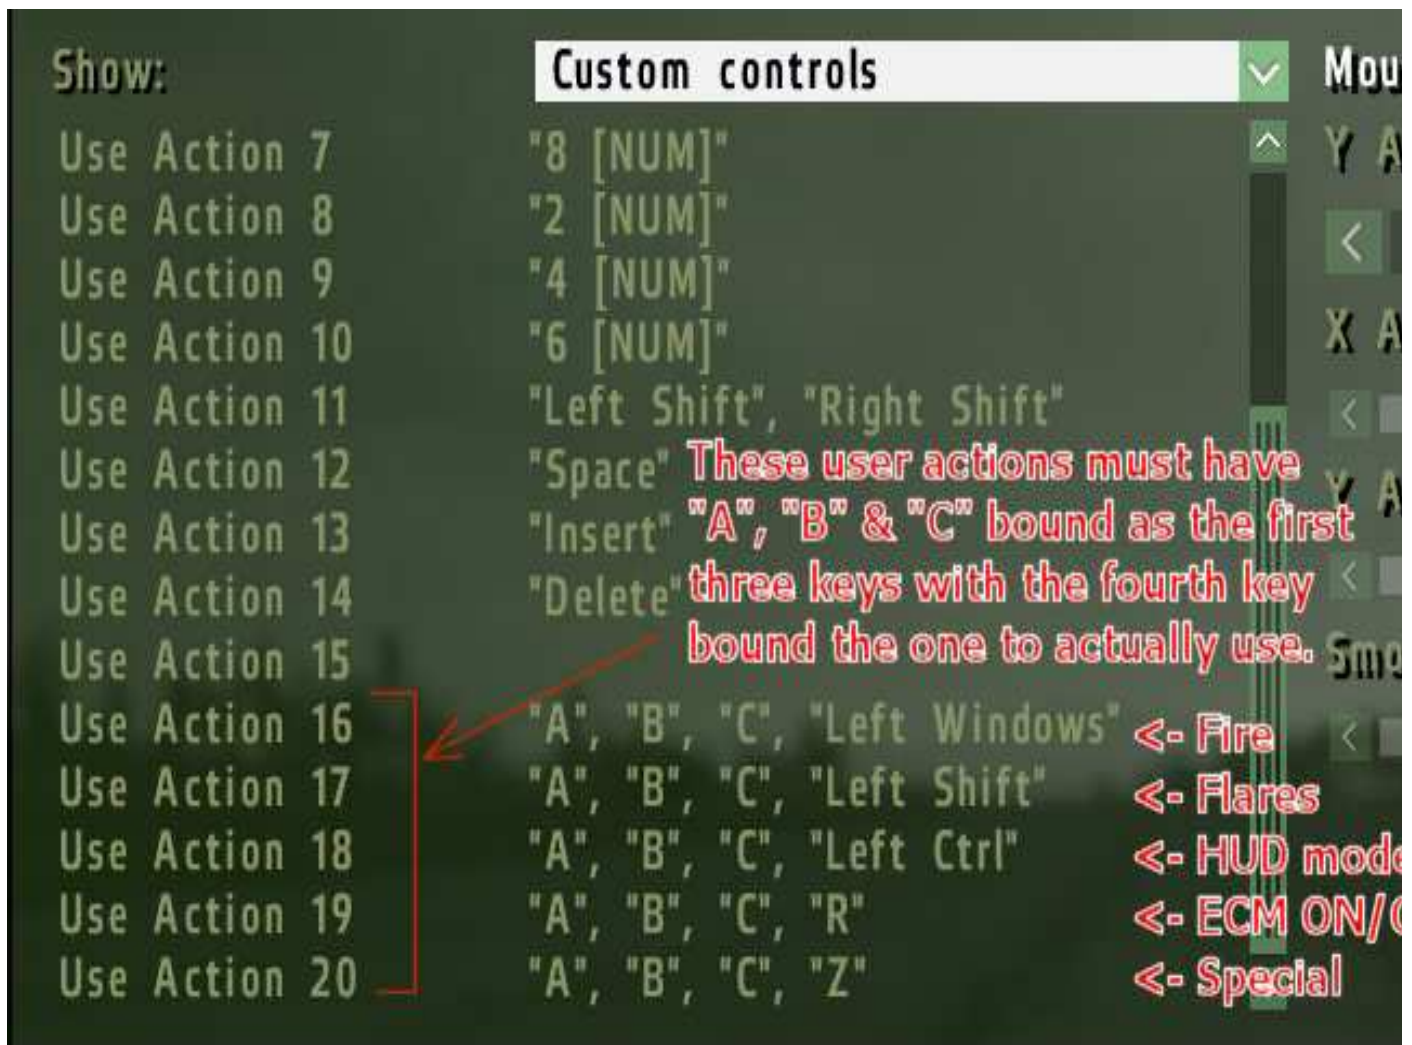 Show: Custom controls Mou
Use Action 7 "8 [NUM]" Y A
Use Action 8 "2 [NUM]"
Use Action 9 "4 [NUM]"
Use Action 10 "6 [NUM]" X A
Use Action 11 "Left Shift", "Right Shift"
Use Action 12 "Space" Y A
Use Action 13 "Insert"
Use Action 14 "Delete"
These user actions must have
"A", "B" & "C" bound as the first
three keys with the fourth key
bound the one to actually use.
Use Action 15 Smo
Use Action 16 "A", "B", "C", "Left Windows" <- Fire
Use Action 17 "A", "B", "C", "Left Shift" <- Flares
Use Action 18 "A", "B", "C", "Left Ctrl" <- HUD mode
Use Action 19 "A", "B", "C", "R" <- ECM ON/O
Use Action 20 "A", "B", "C", "Z" <- Special